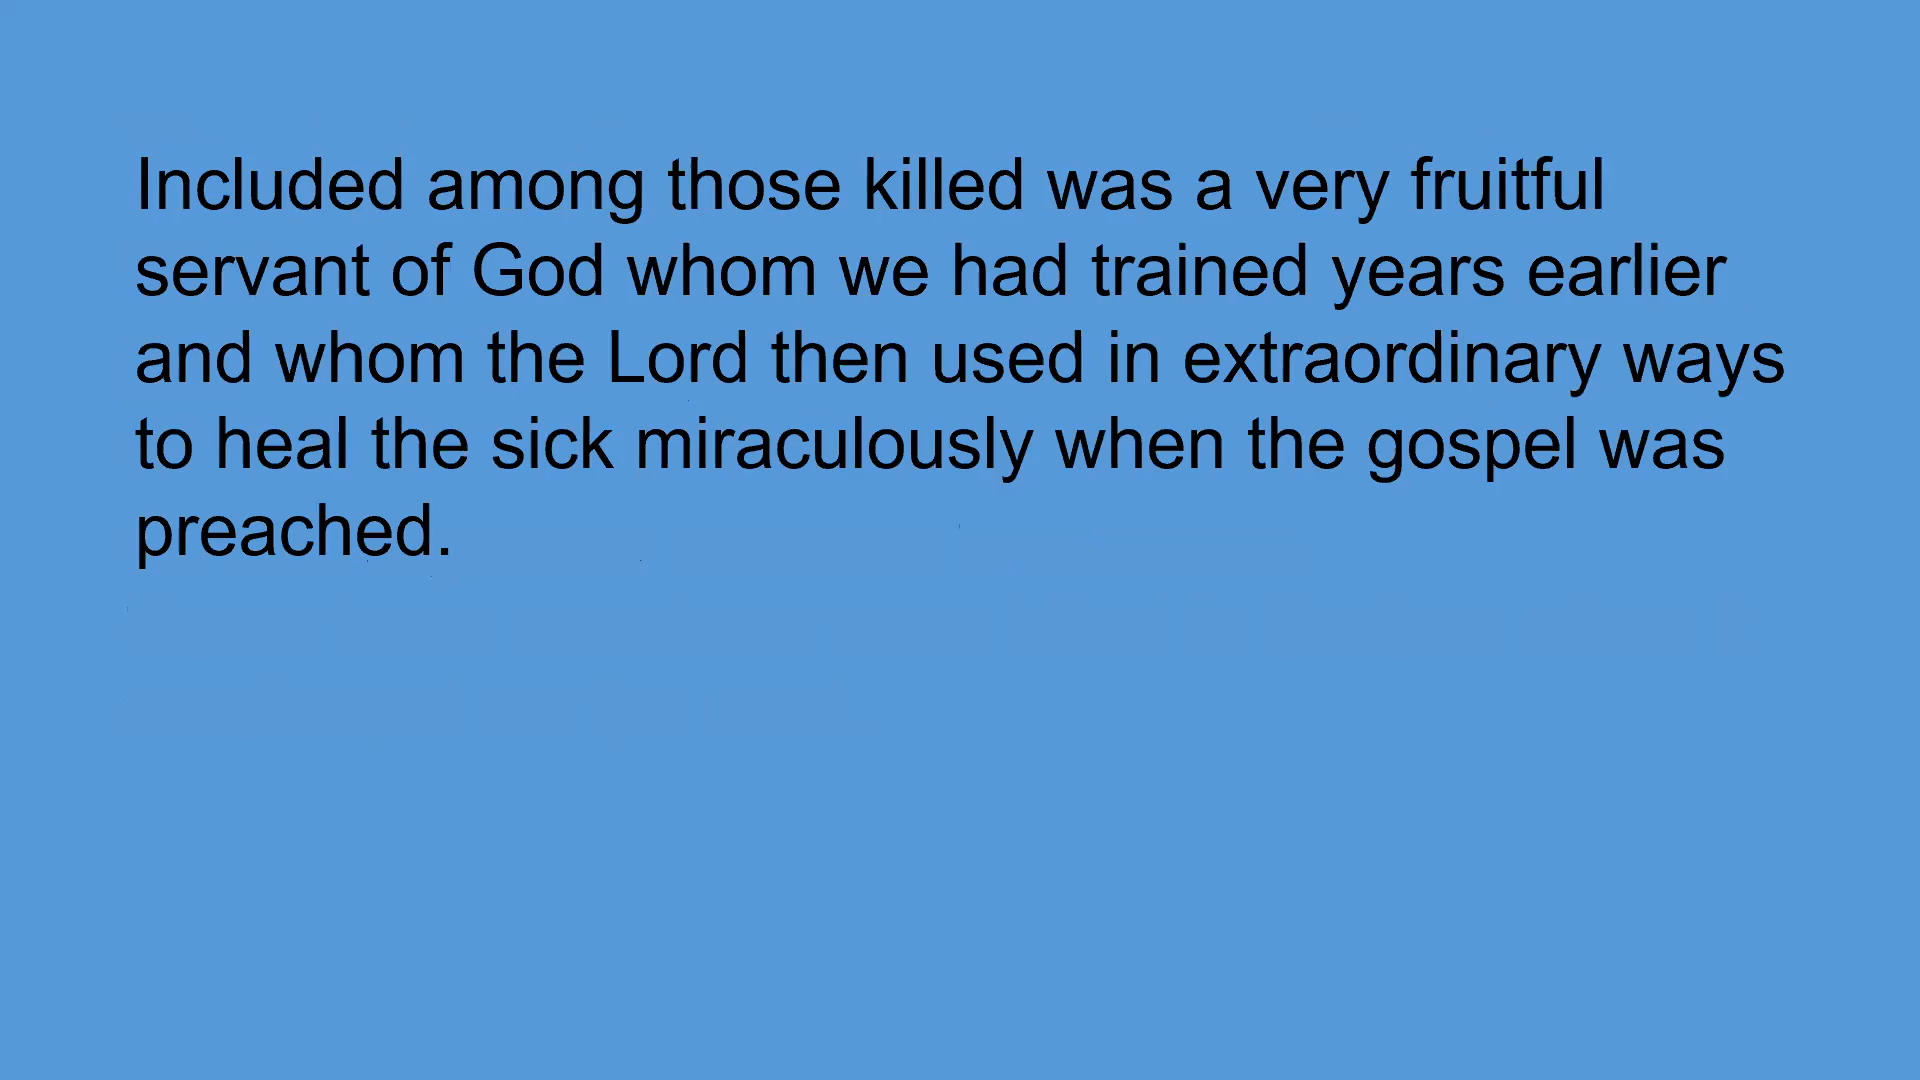 Included among those killed was a very fruitful
servant of God whom we had trained years earlier
and whom the Lord then used in extraordinary ways
to heal the sick miraculously when the gospel was
preached.